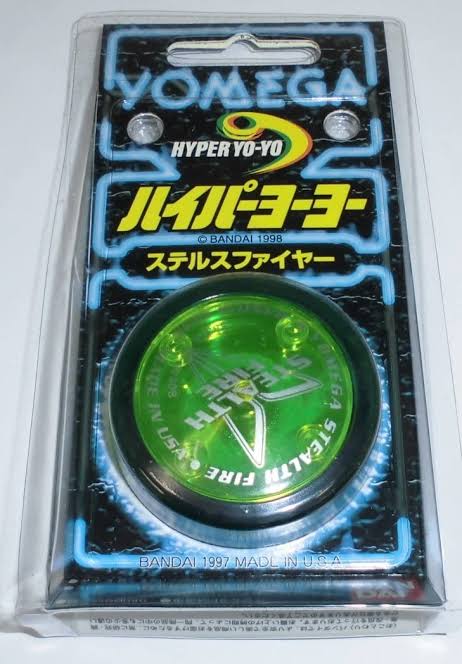 YOMEGA
HYPER YO-YO
ハイパーヨーヨー
© BANDAI 1998
ステルスファイヤー
STEALTH
FIRE
STEALTH FIRE
BANDAI 1997 MADE IN U.S.A.